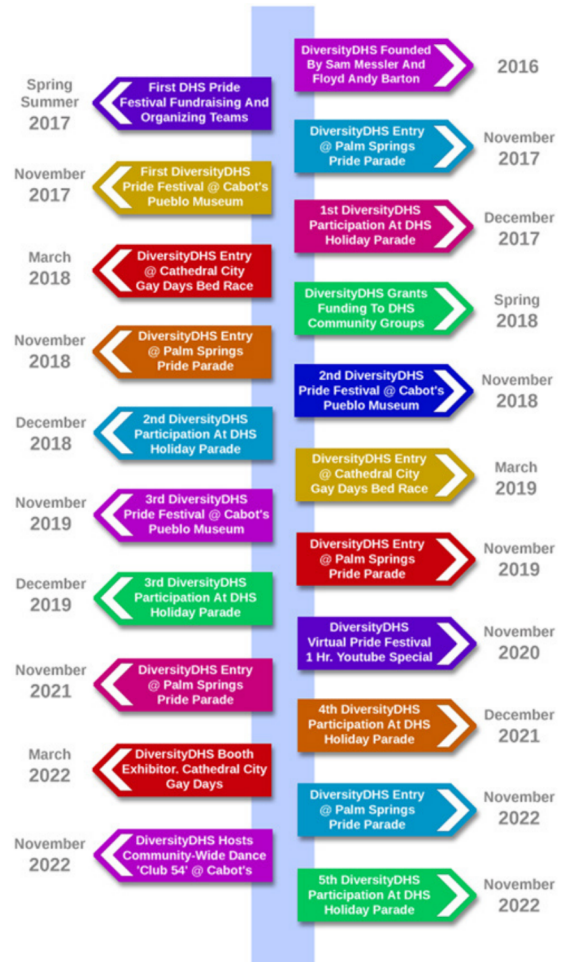 DiversityDHS Founded
By Sam Messler And
Floyd Andy Barton
2016
Spring
Summer
2017
First DHS Pride
Festival Fundraising And
Organizing Teams
DiversityDHS Entry
@ Palm Springs
Pride Parade
November
2017
November
2017
First DiversityDHS
Pride Festival @ Cabot's
Pueblo Museum
1st DiversityDHS
Participation At DHS
Holiday Parade
December
2017
March
2018
DiversityDHS Entry
@ Cathedral City
Gay Days Bed Race
DiversityDHS Grants
Funding To DHS
Community Groups
Spring
2018
November
2018
DiversityDHS Entry
@ Palm Springs
Pride Parade
2nd DiversityDHS
Pride Festival @ Cabot's
Pueblo Museum
November
2018
December
2018
2nd DiversityDHS
Participation At DHS
Holiday Parade
DiversityDHS Entry
@ Cathedral City
Gay Days Bed Race
March
2019
November
2019
3rd DiversityDHS
Pride Festival @ Cabot's
Pueblo Museum
DiversityDHS Entry
@ Palm Springs
Pride Parade
November
2019
December
2019
3rd DiversityDHS
Participation At DHS
Holiday Parade
DiversityDHS
Virtual Pride Festival
1 Hr. Youtube Special
November
2020
November
2021
DiversityDHS Entry
@ Palm Springs
Pride Parade
4th DiversityDHS
Participation At DHS
Holiday Parade
December
2021
March
2022
DiversityDHS Booth
Exhibitor. Cathedral City
Gay Days
DiversityDHS Entry
@ Palm Springs
Pride Parade
November
2022
November
2022
DiversityDHS Hosts
Community-Wide Dance
'Club 54' @ Cabot's
5th DiversityDHS
Participation At DHS
Holiday Parade
November
2022